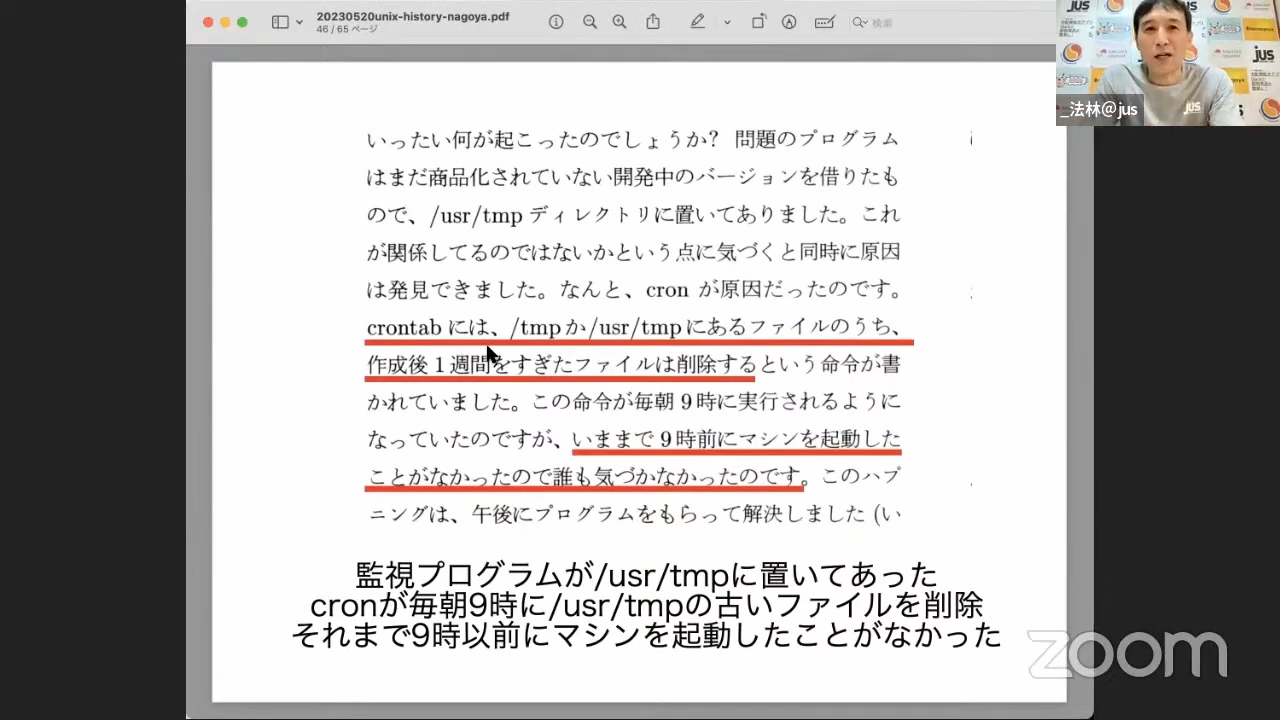 20230520unix-history-nagoya.pdf
46 / 65 ページ
検索
_法林@jus
いったい何が起こったのでしょうか? 問題のプログラム
はまだ商品化されていない開発中のバージョンを借りたも
ので、/usr/tmp ディレクトリに置いてありました。これ
が関係してるのではないかという点に気づくと同時に原因
は発見できました。なんと、cron が原因だったのです。
crontab には、/tmpか/usr/tmpにあるファイルのうち、
作成後1週間をすぎたファイルは削除するという命令が書
かれていました。この命令が毎朝9時に実行されるように
なっていたのですが、いままで9時前にマシンを起動した
ことがなかったので誰も気づかなかったのです。このハプ
ニングは、午後にプログラムをもらって解決しました (い
監視プログラムが/usr/tmpに置いてあった
cronが毎朝9時に/usr/tmpの古いファイルを削除
それまで9時以前にマシンを起動したことがなかった
zoom
jus
jus
jus